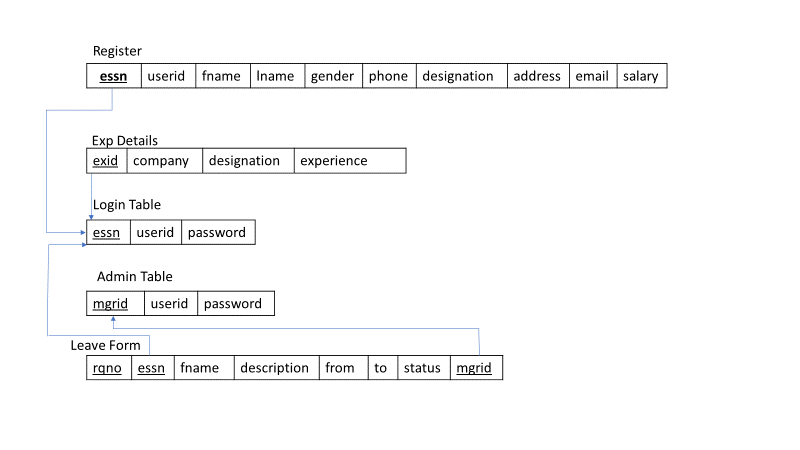 Register
essn userid fname lname gender phone designation address email salary
Exp Details
exid company designation experience
Login Table
essn userid password
Admin Table
mgrid userid password
Leave Form
rqno essn fname description from to status mgrid